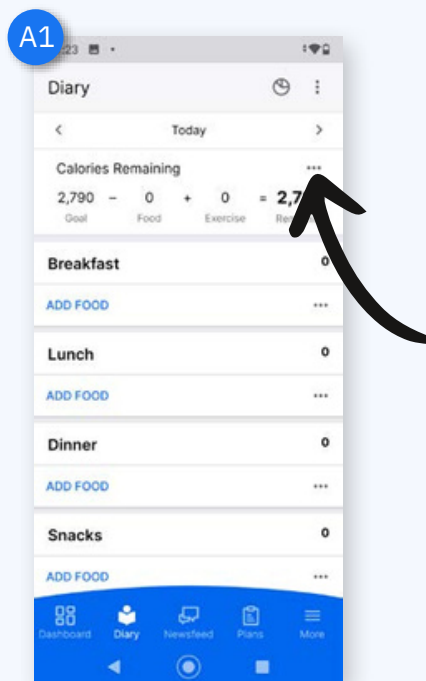 A1
:23
Diary
Today
Calories Remaining
2,790 – 0 + 0 = 2,7
Goal Food Exercise
Breakfast 0
ADD FOOD
Lunch 0
ADD FOOD
Dinner 0
ADD FOOD
Snacks 0
ADD FOOD
Dashboard Diary Newsfeed Plans More